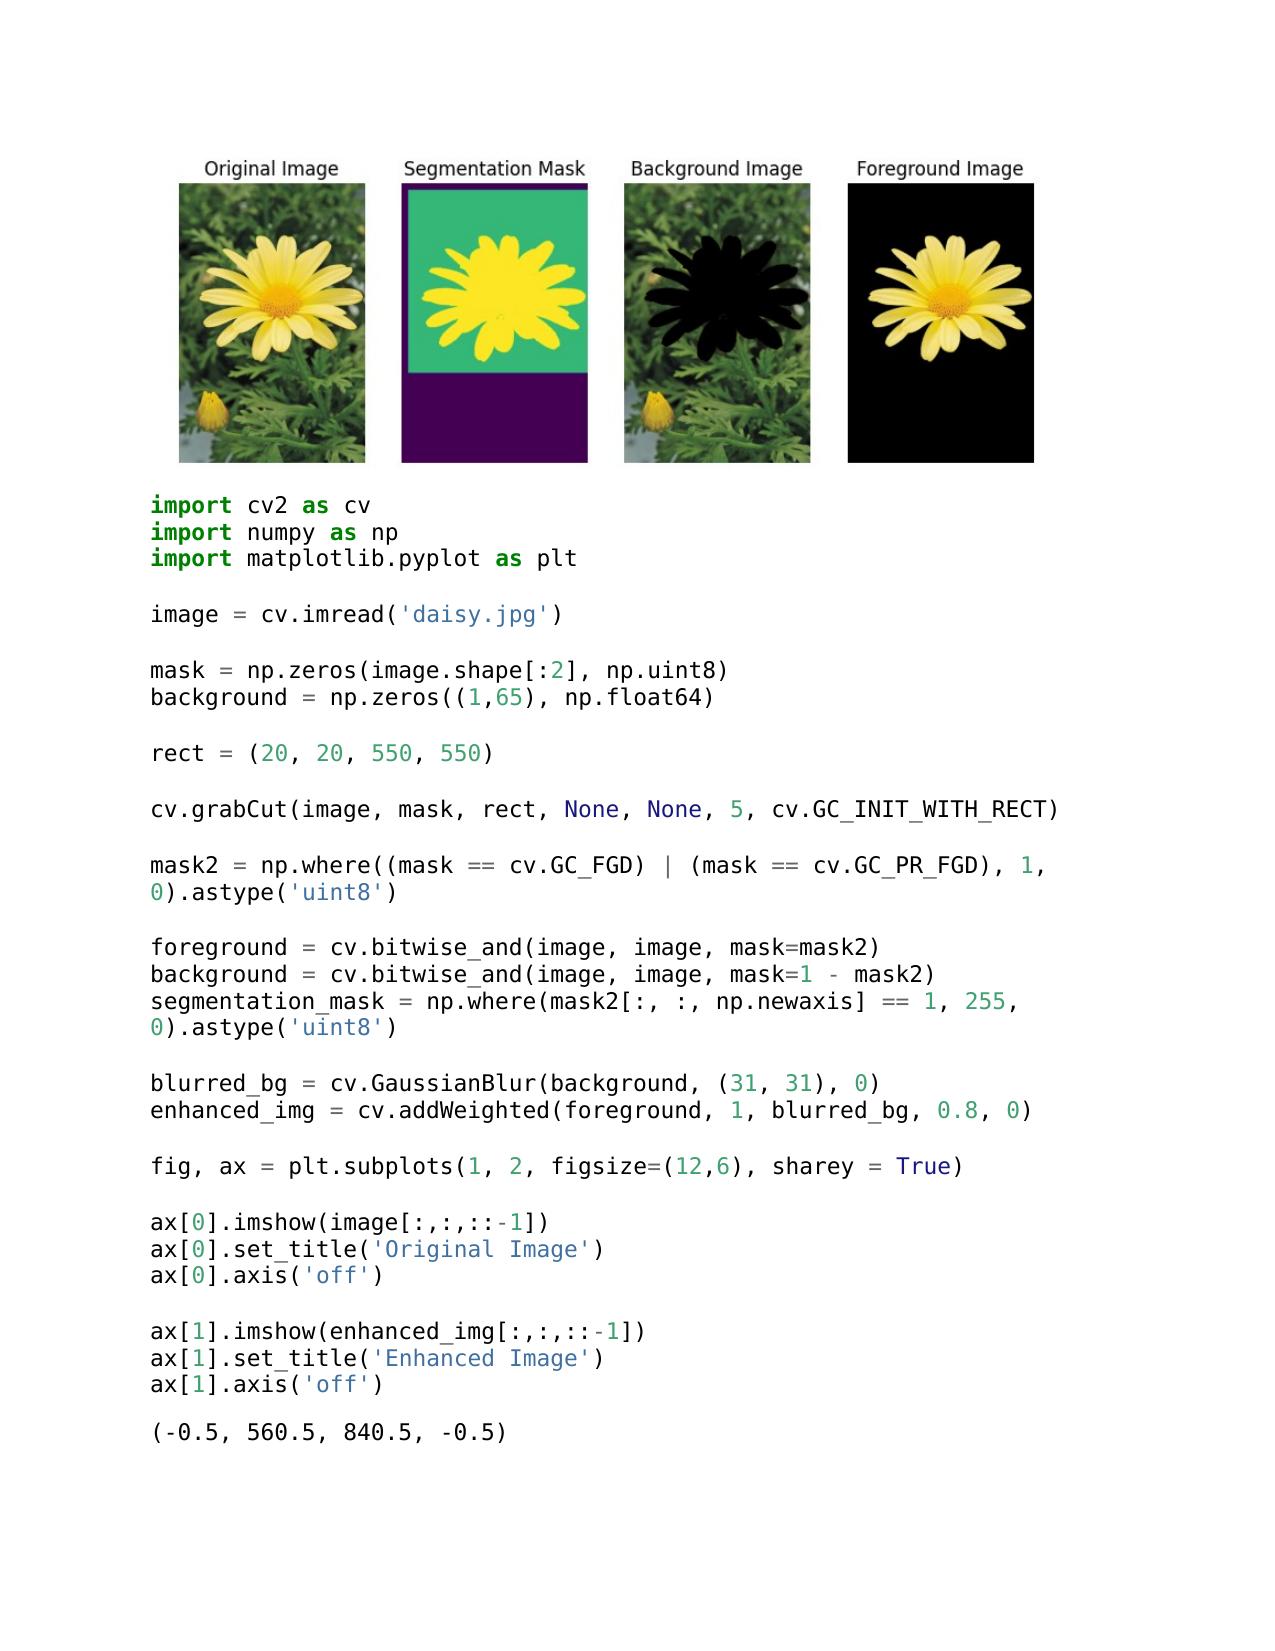 Original Image
Segmentation Mask
Background Image
Foreground Image
import cv2 as cv
import numpy as np
import matplotlib.pyplot as plt
image = cv.imread('daisy.jpg')
mask = np.zeros(image.shape[:2], np.uint8)
background = np.zeros((1,65), np.float64)
rect = (20, 20, 550, 550)
cv.grabCut(image, mask, rect, None, None, 5, cv.GC_INIT_WITH_RECT)
mask2 = np.where((mask == cv.GC_FGD) | (mask == cv.GC_PR_FGD), 1,
0).astype('uint8')
foreground = cv.bitwise_and(image, image, mask=mask2)
background = cv.bitwise_and(image, image, mask=1 - mask2)
segmentation_mask = np.where(mask2[:, :, np.newaxis] == 1, 255,
0).astype('uint8')
blurred_bg = cv.GaussianBlur(background, (31, 31), 0)
enhanced_img = cv.addWeighted(foreground, 1, blurred_bg, 0.8, 0)
fig, ax = plt.subplots(1, 2, figsize=(12,6), sharey = True)
ax[0].imshow(image[:,:,::-1])
ax[0].set_title('Original Image')
ax[0].axis('off')
ax[1].imshow(enhanced_img[:,:,::-1])
ax[1].set_title('Enhanced Image')
ax[1].axis('off')
(-0.5, 560.5, 840.5, -0.5)